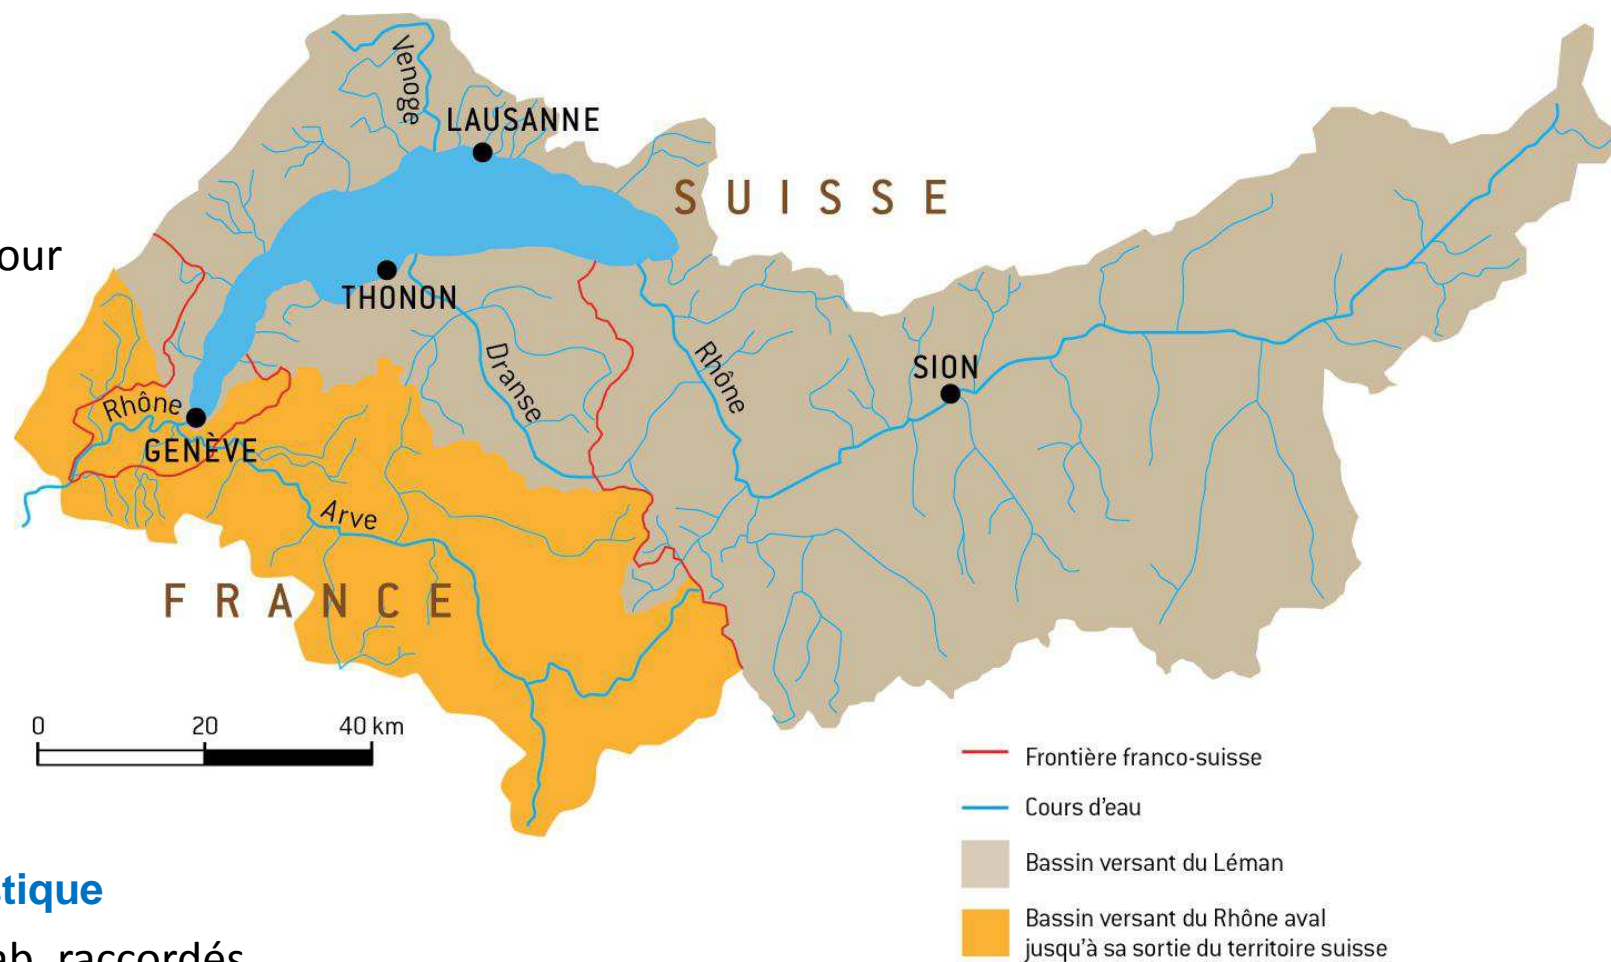 Venoge
LAUSANNE
SUISSE
our
THONON
Dranse
Rhône
SION
Rhône
GENÈVE
Arve
FRANCE
0 20 40 km
Frontière franco-suisse
Cours d'eau
Bassin versant du Léman
Bassin versant du Rhône aval
jusqu'à sa sortie du territoire suisse
tique
raccordés